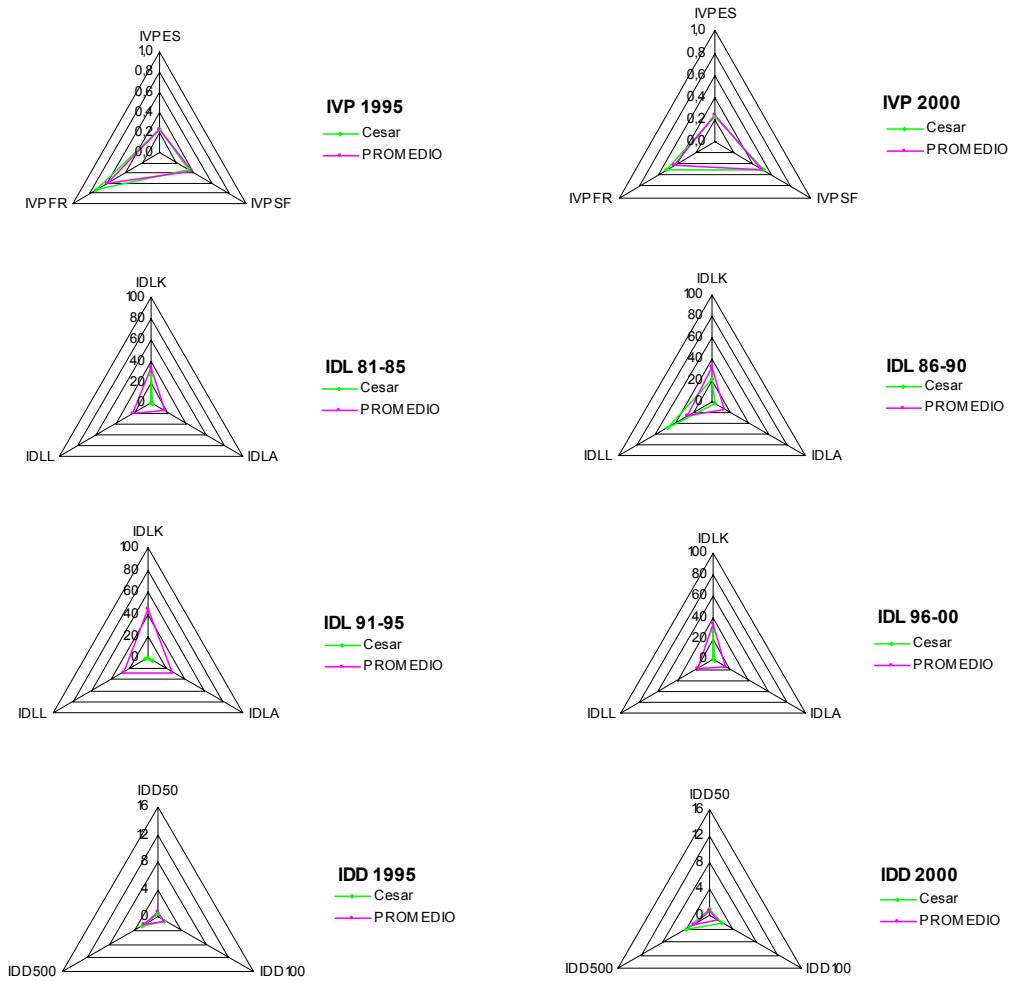 IVPES
1,0
0,8
0,6
0,4
0,2
0,0
IVPFR
IVPSF
IVP 1995
Cesar
PROMEDIO
IVPES
1,0
0,8
0,6
0,4
0,2
0,0
IVPFR
IVPSF
IVP 2000
Cesar
PROMEDIO
IDLK
100
80
60
40
20
0
IDLL
IDLA
IDL 81-85
Cesar
PROMEDIO
IDLK
100
80
60
40
20
0
IDLL
IDLA
IDL 86-90
Cesar
PROMEDIO
IDLK
100
80
60
40
20
0
IDLL
IDLA
IDL 91-95
Cesar
PROMEDIO
IDLK
100
80
60
40
20
0
IDLL
IDLA
IDL 96-00
Cesar
PROMEDIO
IDD50
16
12
8
4
0
IDD500
IDD100
IDD 1995
Cesar
PROMEDIO
IDD50
16
12
8
4
0
IDD500
IDD100
IDD 2000
Cesar
PROMEDIO